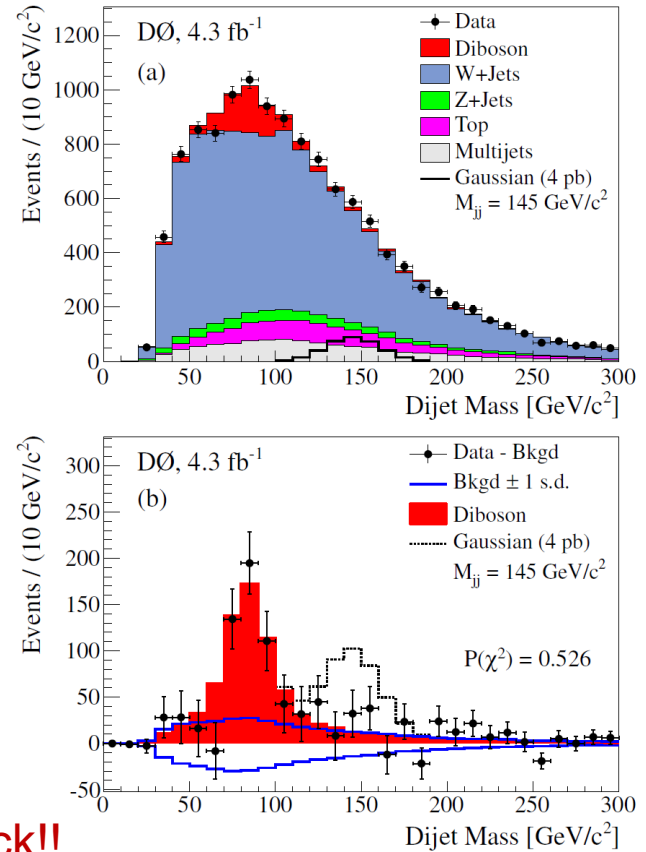 DØ, 4.3 fb⁻¹
(a)
Data
Diboson
W+Jets
Z+Jets
Top
Multijets
Gaussian (4 pb)
M_jj = 145 GeV/c²
Events / (10 GeV/c²)
1200
1000
800
600
400
200
0
0 50 100 150 200 250 300
Dijet Mass [GeV/c²]
DØ, 4.3 fb⁻¹
(b)
Data - Bkgd
Bkgd ± 1 s.d.
Diboson
Gaussian (4 pb)
M_jj = 145 GeV/c²
P(χ²) = 0.526
Events / (10 GeV/c²)
300
250
200
150
100
50
0
-50
0 50 100 150 200 250 300
Dijet Mass [GeV/c²]
ck!!